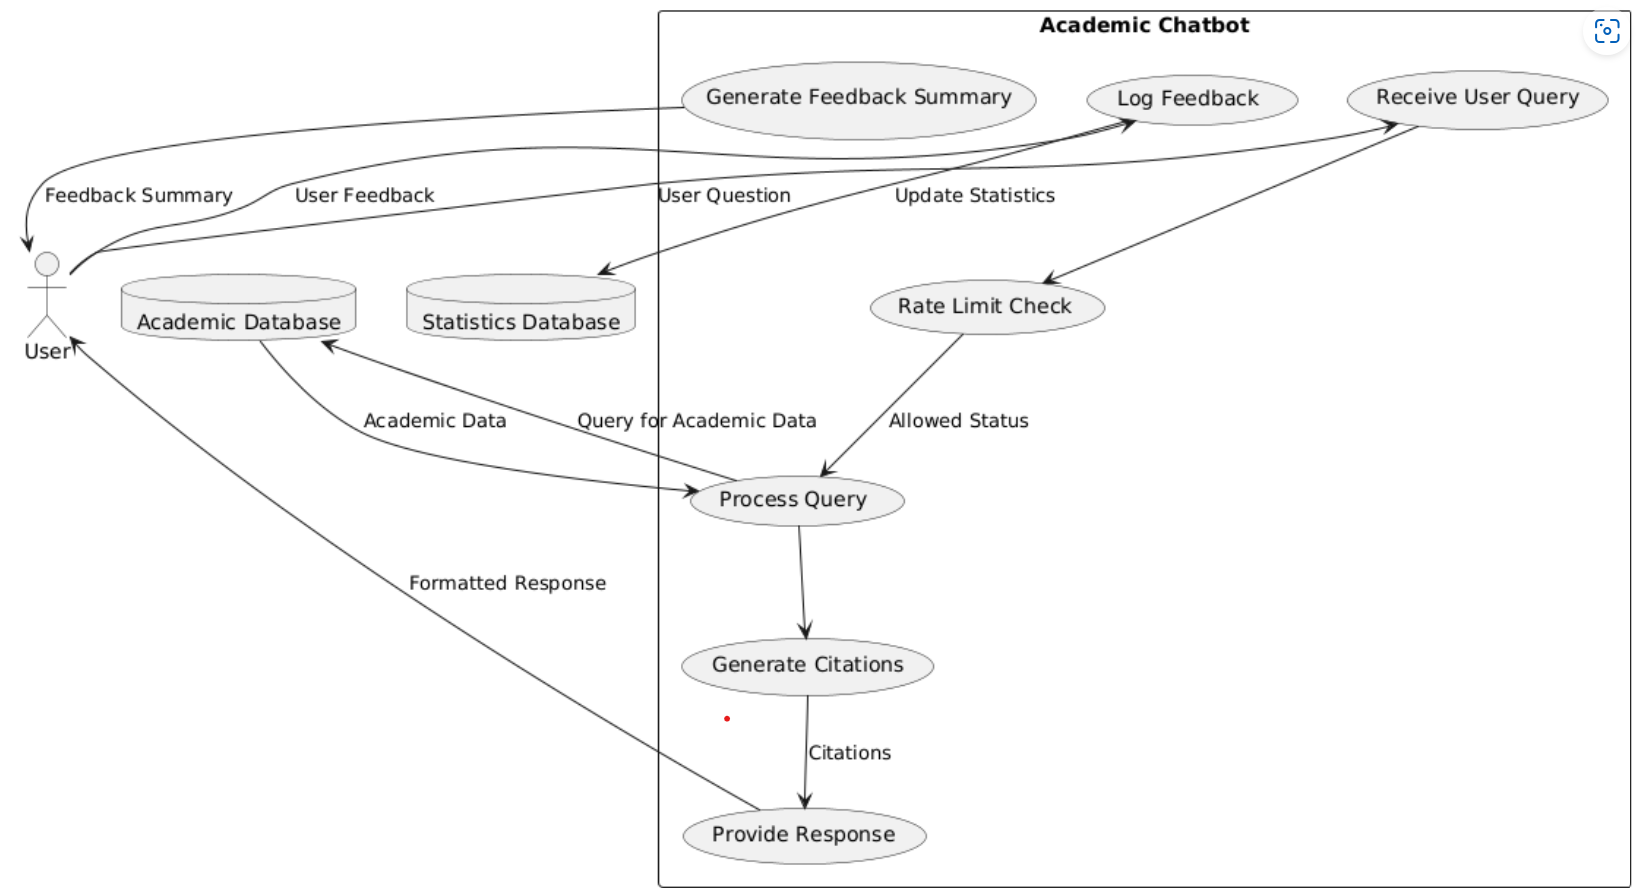 Academic Chatbot
Generate Feedback Summary
Log Feedback
Receive User Query
Feedback Summary
User Feedback
User Question
Update Statistics
User
Academic Database
Statistics Database
Rate Limit Check
Academic Data
Query for Academic Data
Allowed Status
Process Query
Formatted Response
Generate Citations
Citations
Provide Response